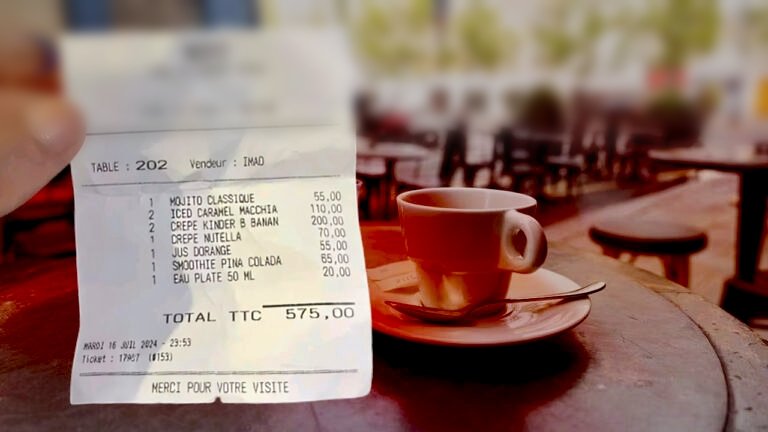 TABLE : 202 Vendeur : IMAD
1 MOJITO CLASSIQUE 55,00
2 ICED CARAMEL MACCHIA 110,00
2 CREPE KINDER B BANAN 200,00
1 CREPE NUTELLA 70,00
1 JUS DORANGE 55,00
1 SMOOTHIE PINA COLADA 65,00
1 EAU PLATE 50 ML 20,00
TOTAL TTC 575,00
MARDI 16 JUIL 2024 - 23:53
Ticket : 17967 ($153)
MERCI POUR VOTRE VISITE